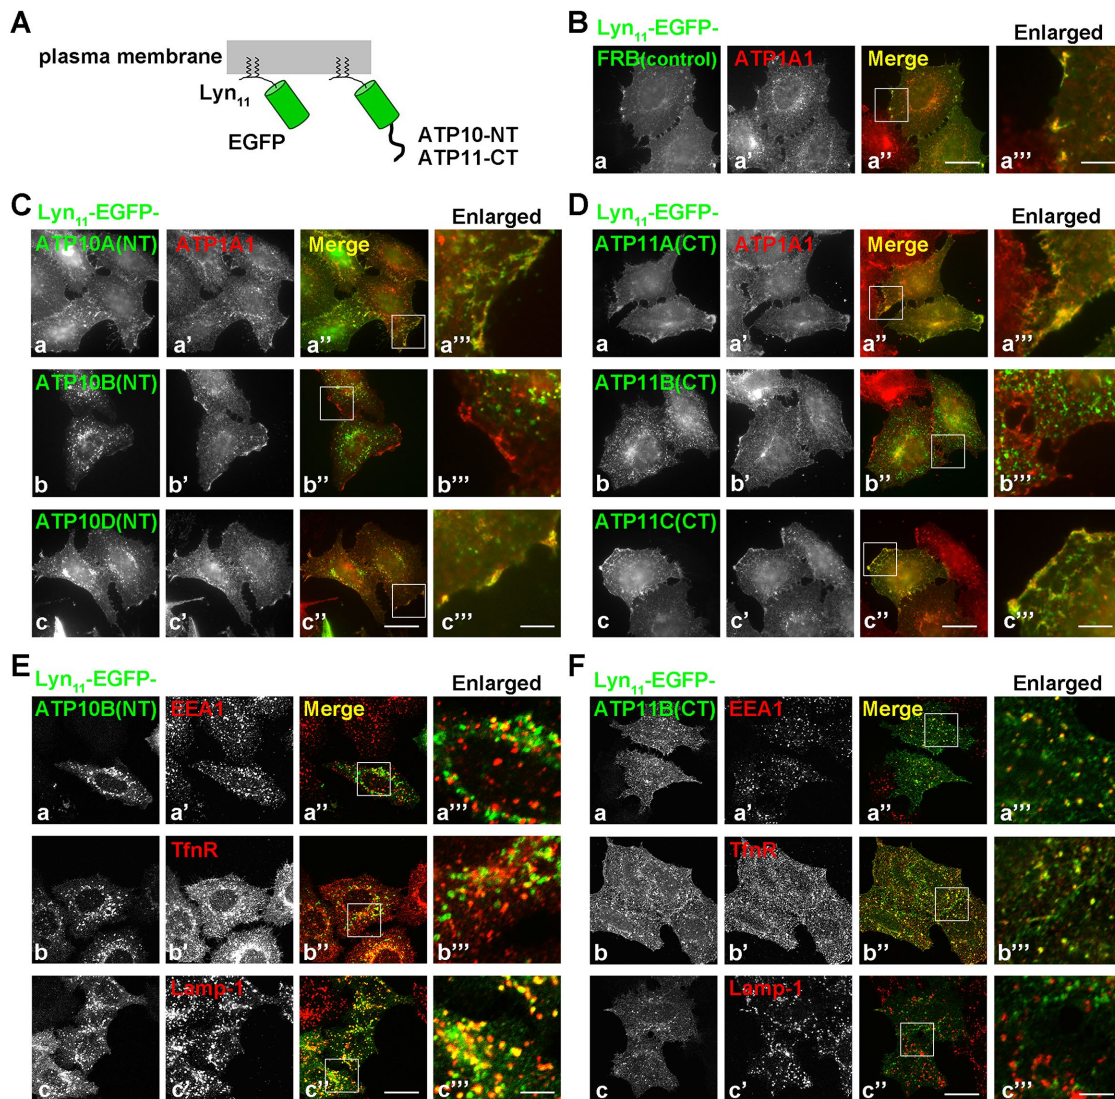 A
plasma membrane
Lyn11
EGFP
ATP10-NT
ATP11-CT
B
Lyn11-EGFP-
Enlarged
FRB(control) ATP1A1 Merge
a a' a'' a'''
C
Lyn11-EGFP-
Enlarged
ATP10A(NT) ATP1A1 Merge
a a' a'' a'''
ATP10B(NT)
b b' b'' b'''
ATP10D(NT)
c c' c'' c'''
D
Lyn11-EGFP-
Enlarged
ATP11A(CT) ATP1A1 Merge
a a' a'' a'''
ATP11B(CT)
b b' b'' b'''
ATP11C(CT)
c c' c'' c'''
E
Lyn11-EGFP-
Enlarged
ATP10B(NT) EEA1 Merge
a a' a'' a'''
TfnR
b b' b'' b'''
Lamp-1
c c' c'' c'''
F
Lyn11-EGFP-
Enlarged
ATP11B(CT) EEA1 Merge
a a' a'' a'''
TfnR
b b' b'' b'''
Lamp-1
c c' c'' c'''